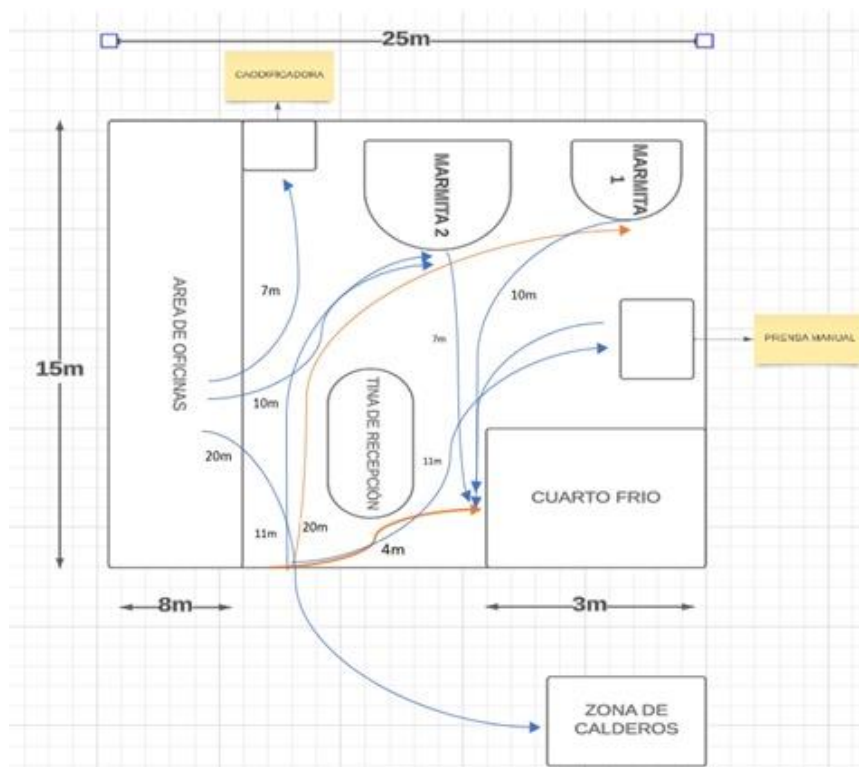 25m
CAODIFICADORA
MARMITA 2
MARMITA
1
AREA DE OFICINAS
7m
10m
7m
PRENSA MANUAL
15m
10m
TINA DE RECEPCIÓN
20m
11m
CUARTO FRIO
11m
20m
4m
8m
3m
ZONA DE
CALDEROS